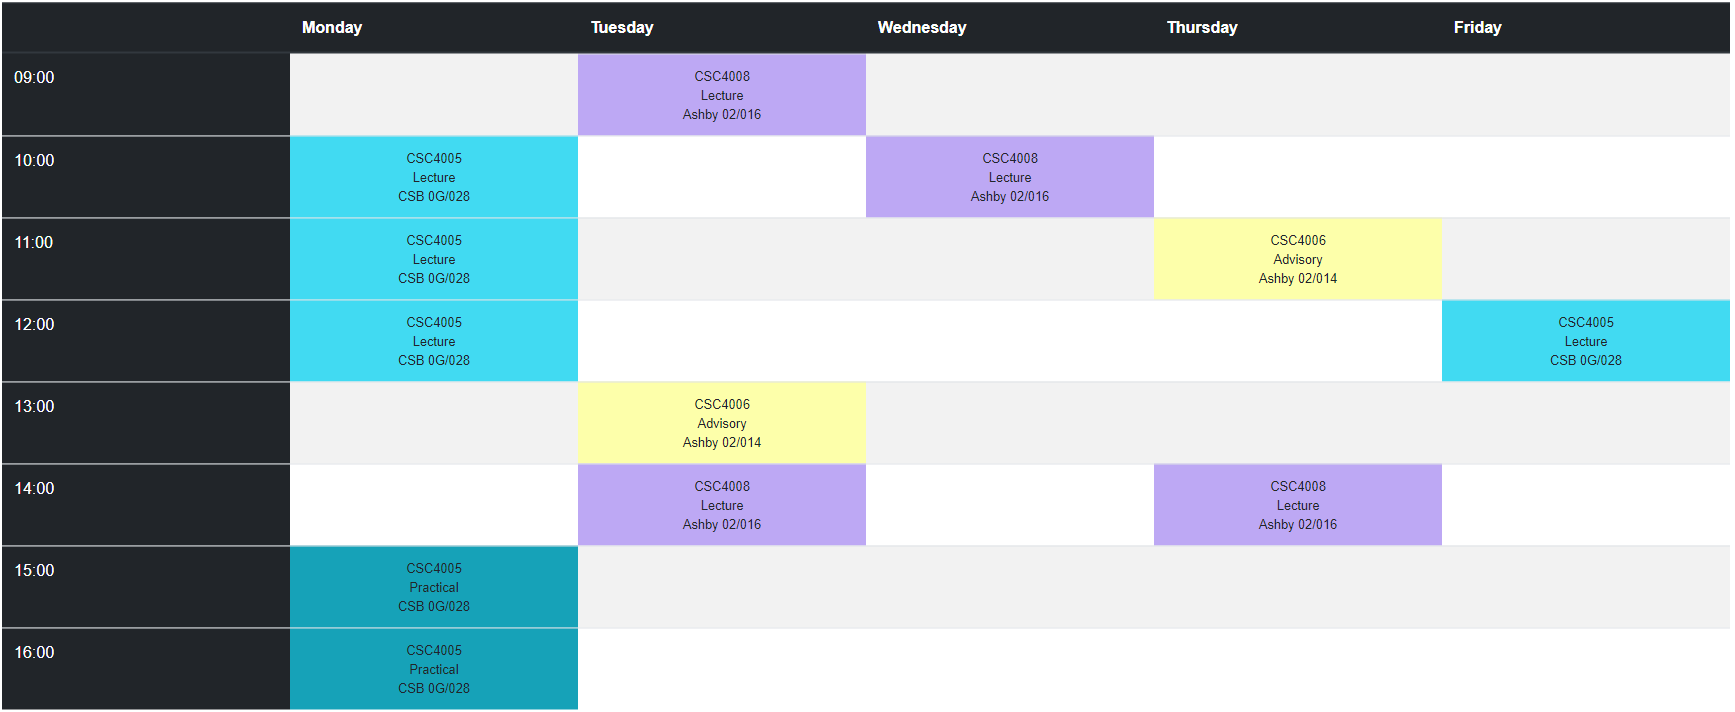 Monday Tuesday Wednesday Thursday Friday
09:00
CSC4008
Lecture
Ashby 02/016
10:00
CSC4005
Lecture
CSB 0G/028
CSC4008
Lecture
Ashby 02/016
11:00
CSC4005
Lecture
CSB 0G/028
CSC4006
Advisory
Ashby 02/014
12:00
CSC4005
Lecture
CSB 0G/028
CSC4005
Lecture
CSB 0G/028
13:00
CSC4006
Advisory
Ashby 02/014
14:00
CSC4008
Lecture
Ashby 02/016
CSC4008
Lecture
Ashby 02/016
15:00
CSC4005
Practical
CSB 0G/028
16:00
CSC4005
Practical
CSB 0G/028